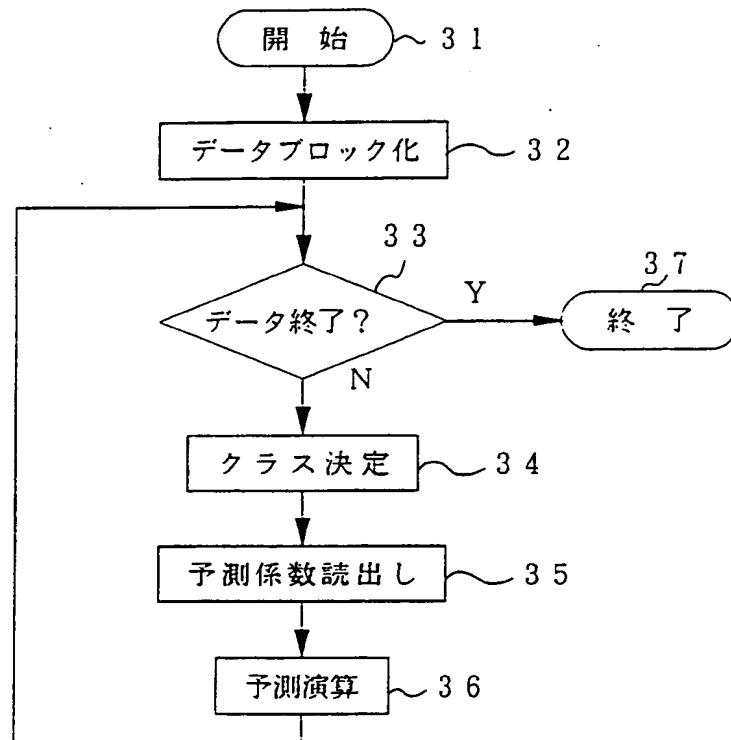 開 始 31
データブロック化 32
33
データ終了? Y
N
37
終 了
クラス決定 34
予測係数読出し 35
予測演算 36